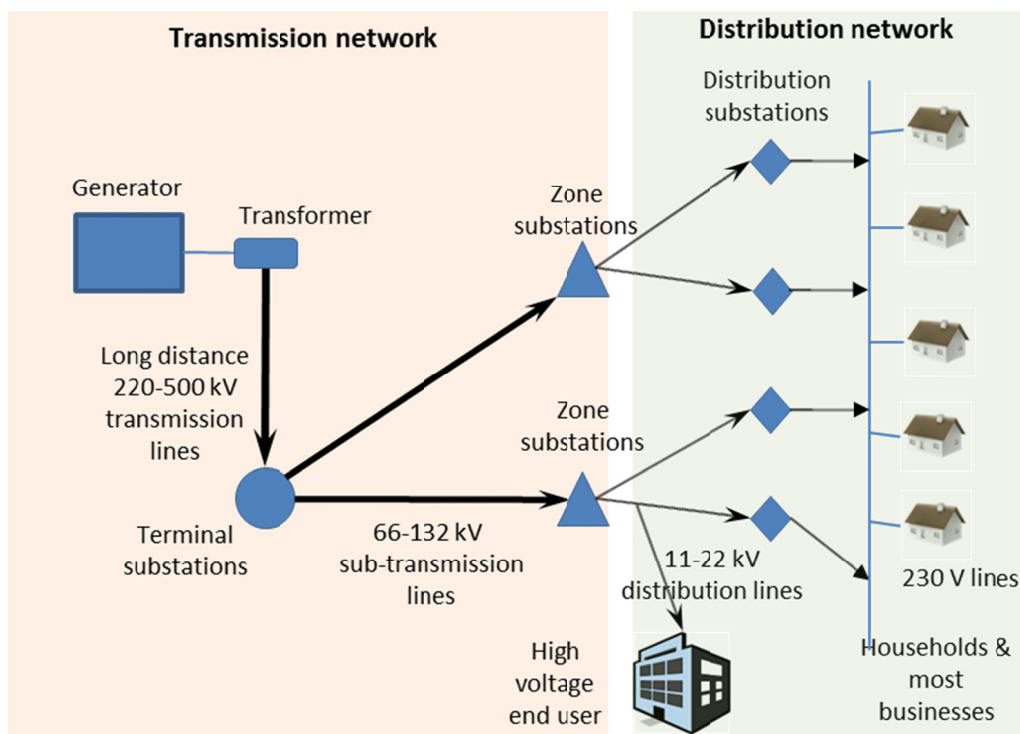 Transmission network
Distribution network
Distribution
substations
Generator
Transformer
Zone
substations
Long distance
220-500 kV
transmission
lines
Zone
substations
Terminal
substations
66-132 kV
sub-transmission
lines
11-22 kV
distribution lines
230 V lines
High
voltage
end user
Households &
most
businesses